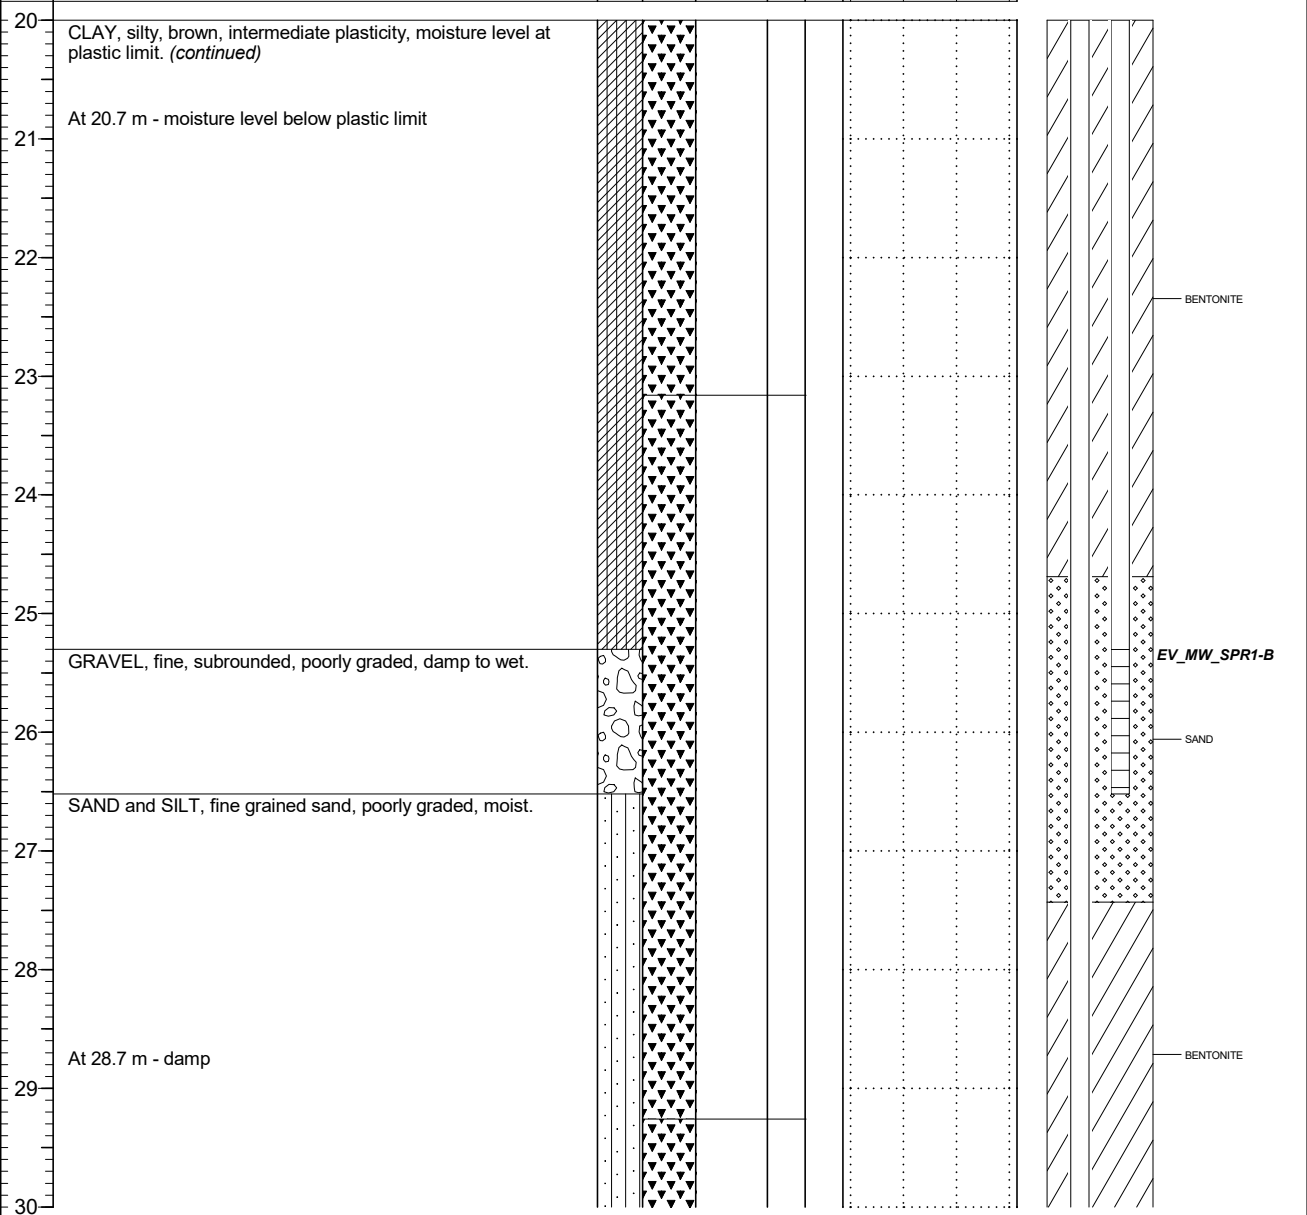 20
CLAY, silty, brown, intermediate plasticity, moisture level at
plastic limit. (continued)
At 20.7 m - moisture level below plastic limit
21
22
BENTONITE
23
24
25
GRAVEL, fine, subrounded, poorly graded, damp to wet.
EV_MW_SPR1-B
26
SAND
SAND and SILT, fine grained sand, poorly graded, moist.
27
28
At 28.7 m - damp
BENTONITE
29
30